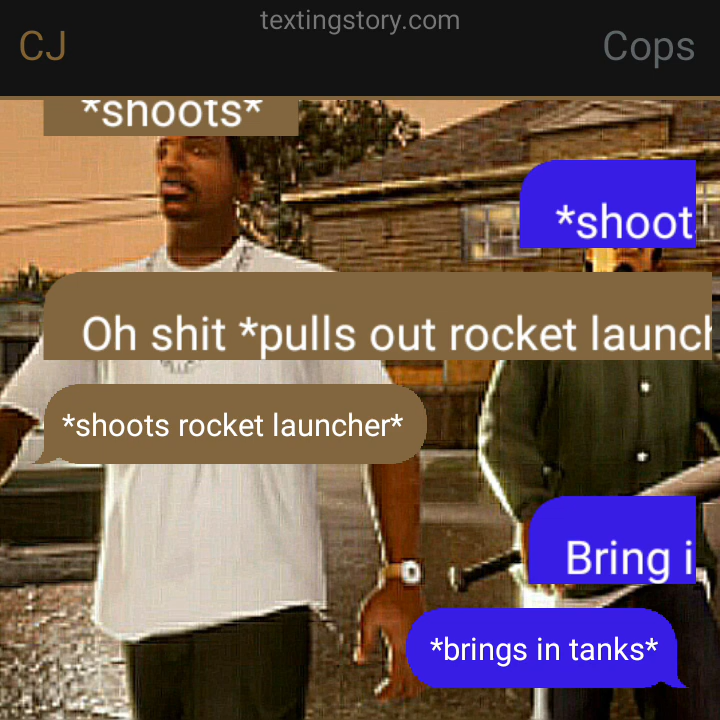 textingstory.com
CJ
Cops
*shoots*
*shoot
Oh shit *pulls out rocket launch
*shoots rocket launcher*
Bring i
*brings in tanks*